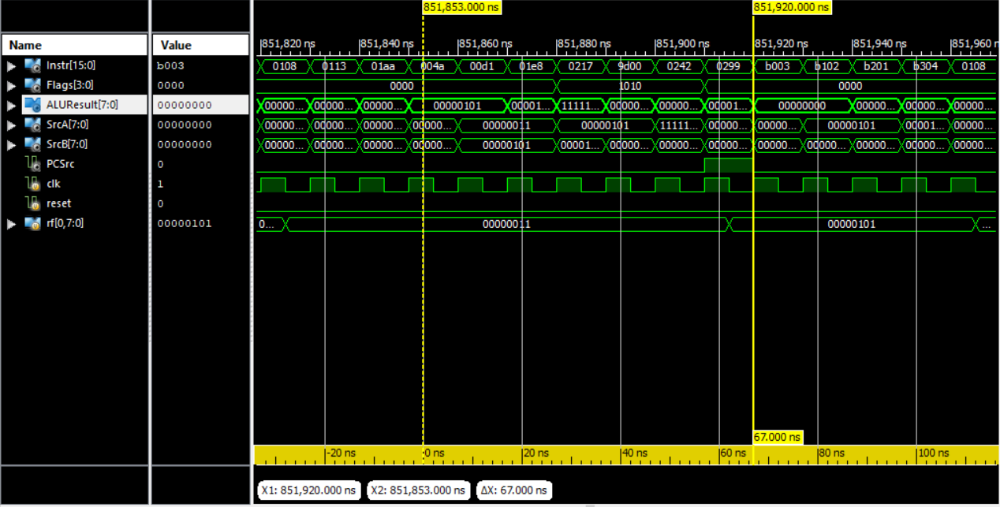 851,853.000 ns 851,920.000 ns
Name Value |851,820 ns |851,840 ns |851,860 ns |851,880 ns |851,900 ns |851,920 ns |851,940 ns |851,960 n
Instr[15:0] b003 0108 0113 01aa 004a 00d1 01e8 0217 9d00 0242 0299 b003 b102 b201 b304 0108
Flags[3:0] 0000 0000 1010 0000
ALUResult[7:0] 00000000 00000... 00000... 00000... 00000101 00001... 11111... 00000... 00000... 00001... 00000000 00000... 00000... 00000...
SrcA[7:0] 00000000 00000... 00000... 00000... 00000... 00000011 00000101 11111... 00000... 00000... 00000101 00001... 00000...
SrcB[7:0] 00000000 00000... 00000... 00000... 00000... 00000101 00001... 00000... 00000... 00000... 00000... 00000... 00000... 00000... 00000...
PCSrc 0
clk 1
reset 0
rf[0,7:0] 00000101 0... 00000011 00000101 ...
67.000 ns
|-20 ns 0 ns |20 ns |40 ns |60 ns |80 ns |100 ns
X1: 851,920.000 ns X2: 851,853.000 ns ΔX: 67.000 ns